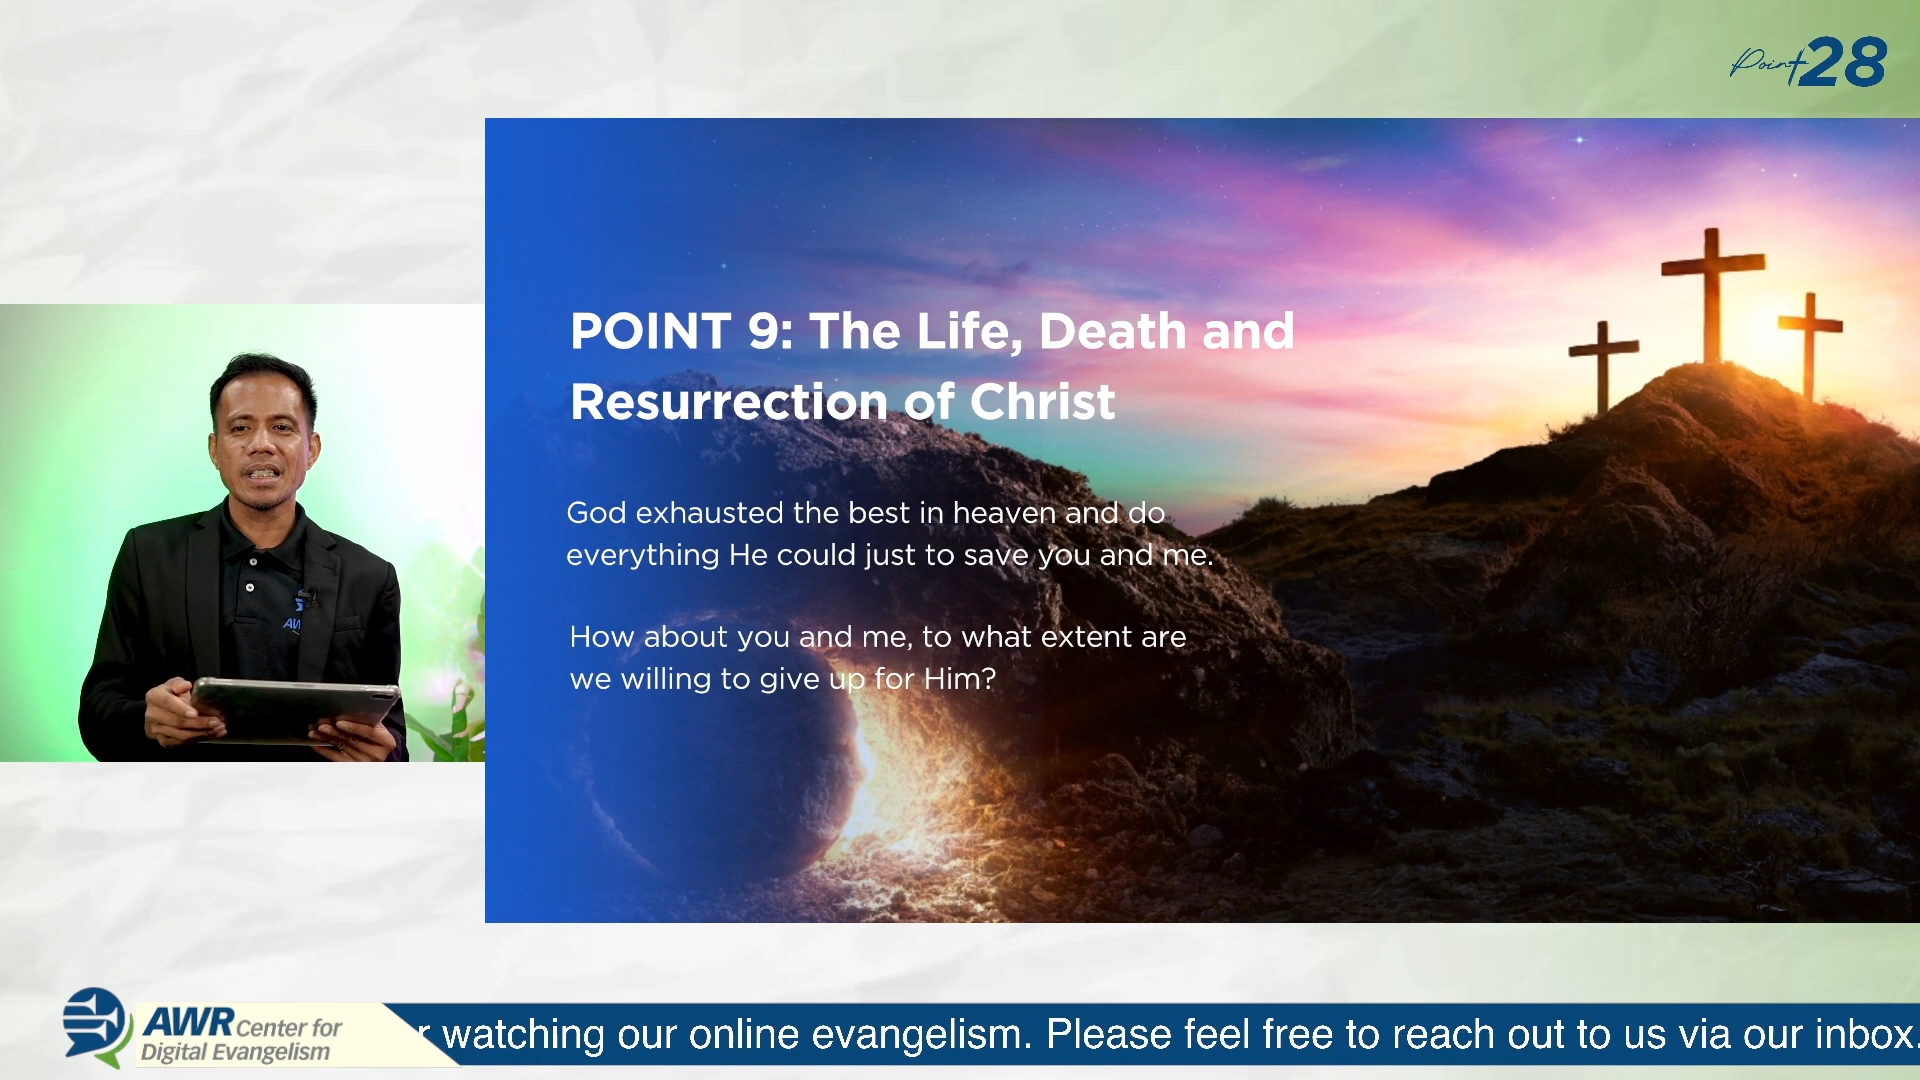 Point28
POINT 9: The Life, Death and
Resurrection of Christ
God exhausted the best in heaven and do
everything He could just to save you and me.
How about you and me, to what extent are
we willing to give up for Him?
AWR Center for
Digital Evangelism
watching our online evangelism. Please feel free to reach out to us via our inbox.